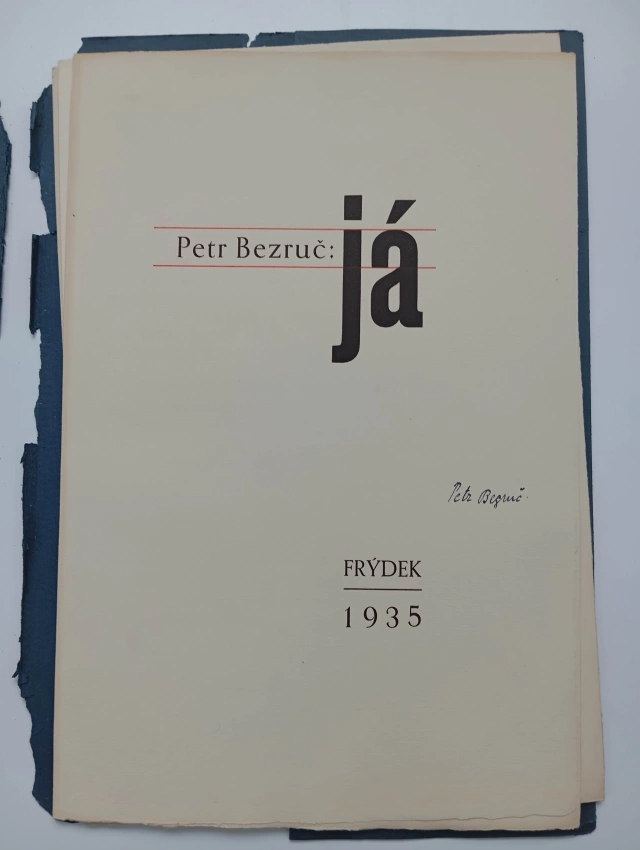 Petr Bezruč: já
Petr Bezruč.
FRÝDEK
1935